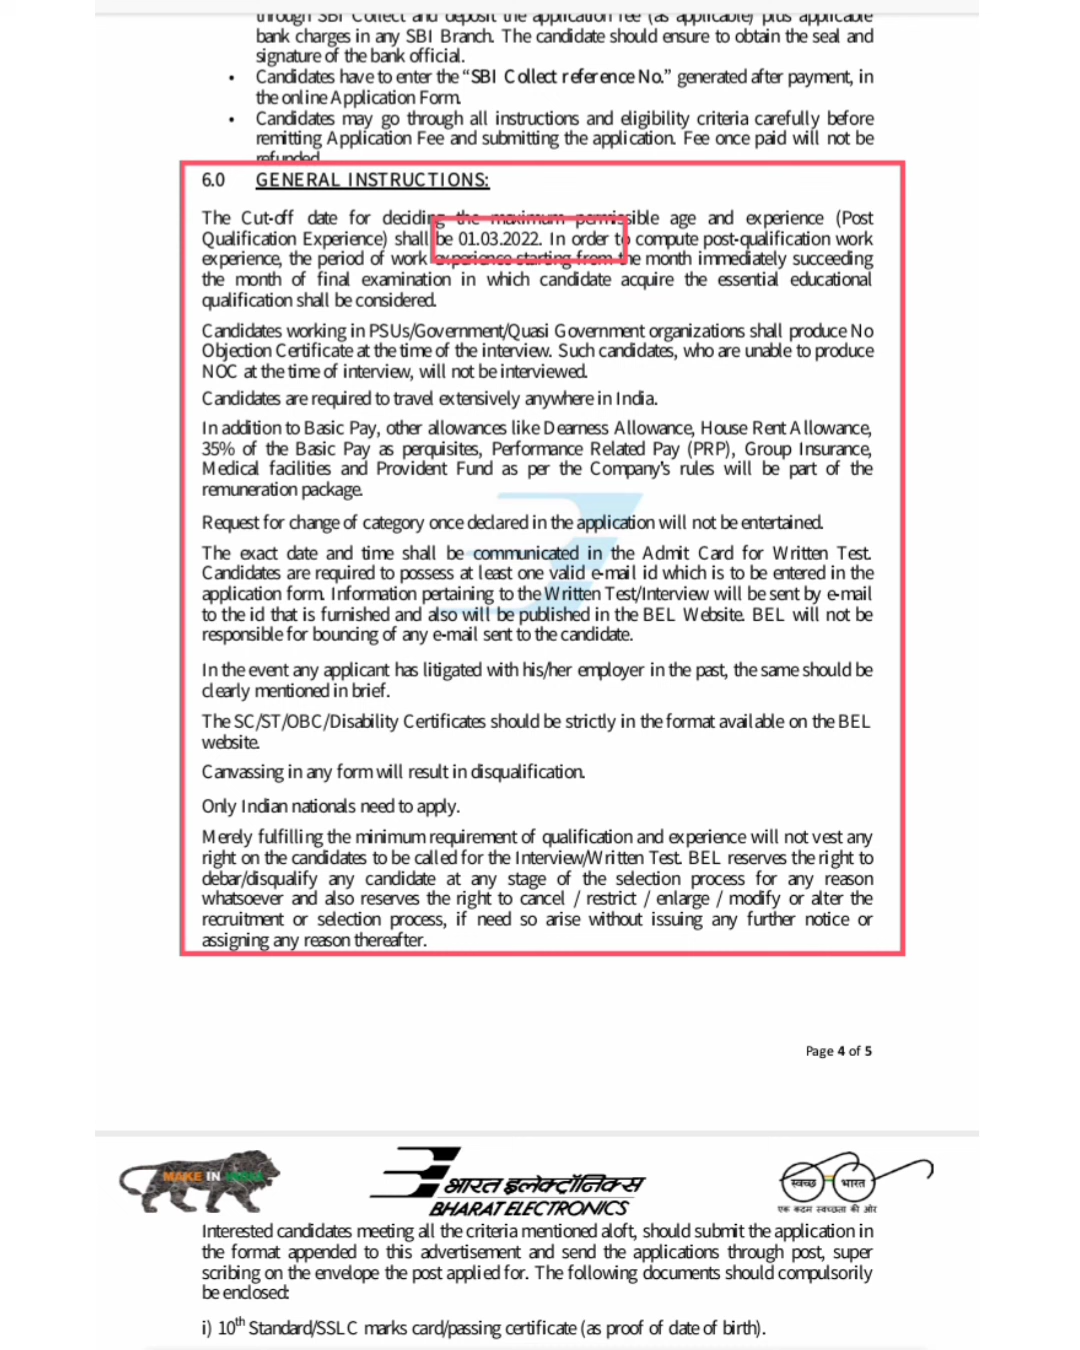 through SBI Collect and deposit the application fee (as applicable) plus applicable
bank charges in any SBI Branch. The candidate should ensure to obtain the seal and
signature of the bank official.
• Candidates have to enter the “SBI Collect reference No.” generated after payment, in
the online Application Form.
• Candidates may go through all instructions and eligibility criteria carefully before
remitting Application Fee and submitting the application. Fee once paid will not be
refunded.
6.0 GENERAL INSTRUCTIONS:
The Cut-off date for deciding the maximum permissible age and experience (Post
Qualification Experience) shall be 01.03.2022. In order to compute post-qualification work
experience, the period of work experience starting from the month immediately succeeding
the month of final examination in which candidate acquire the essential educational
qualification shall be considered.
Candidates working in PSUs/Government/Quasi Government organizations shall produce No
Objection Certificate at the time of the interview. Such candidates, who are unable to produce
NOC at the time of interview, will not be interviewed.
Candidates are required to travel extensively anywhere in India.
In addition to Basic Pay, other allowances like Dearness Allowance, House Rent Allowance,
35% of the Basic Pay as perquisites, Performance Related Pay (PRP), Group Insurance,
Medical facilities and Provident Fund as per the Company's rules will be part of the
remuneration package.
Request for change of category once declared in the application will not be entertained.
The exact date and time shall be communicated in the Admit Card for Written Test.
Candidates are required to possess at least one valid e-mail id which is to be entered in the
application form. Information pertaining to the Written Test/Interview will be sent by e-mail
to the id that is furnished and also will be published in the BEL Website. BEL will not be
responsible for bouncing of any e-mail sent to the candidate.
In the event any applicant has litigated with his/her employer in the past, the same should be
clearly mentioned in brief.
The SC/ST/OBC/Disability Certificates should be strictly in the format available on the BEL
website.
Canvassing in any form will result in disqualification.
Only Indian nationals need to apply.
Merely fulfilling the minimum requirement of qualification and experience will not vest any
right on the candidates to be called for the Interview/Written Test. BEL reserves the right to
debar/disqualify any candidate at any stage of the selection process for any reason
whatsoever and also reserves the right to cancel / restrict / enlarge / modify or alter the
recruitment or selection process, if need so arise without issuing any further notice or
assigning any reason thereafter.
Page 4 of 5
MAKE IN INDIA
भारत इलेक्ट्रॉनिक्स
BHARAT ELECTRONICS
स्वच्छ भारत
एक कदम स्वच्छता की ओर
Interested candidates meeting all the criteria mentioned aloft, should submit the application in
the format appended to this advertisement and send the applications through post, super
scribing on the envelope the post applied for. The following documents should compulsorily
be enclosed:
i) 10th Standard/SSLC marks card/passing certificate (as proof of date of birth).